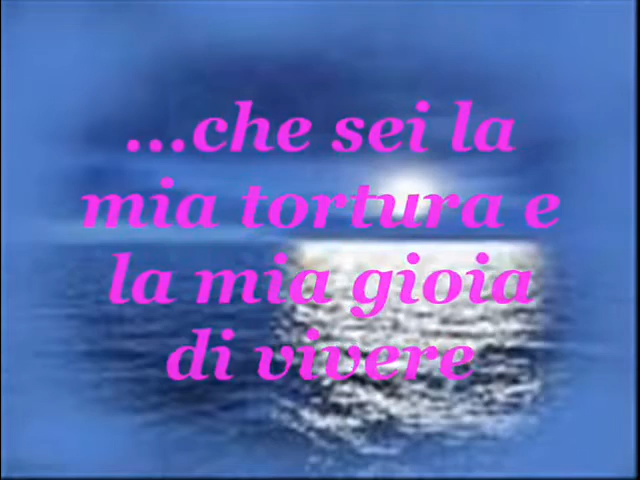 ...che sei la
mia tortura e
la mia gioia
di vivere